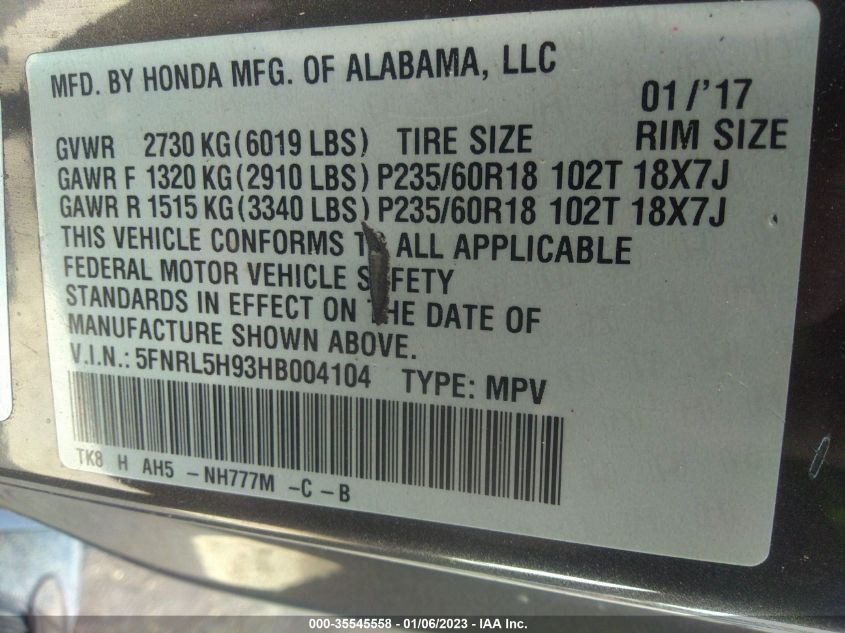 MFD. BY HONDA MFG. OF ALABAMA, LLC
01/'17
GVWR 2730 KG(6019 LBS) TIRE SIZE RIM SIZE
GAWR F 1320 KG(2910 LBS) P235/60R18 102T 18X7J
GAWR R 1515 KG(3340 LBS) P235/60R18 102T 18X7J
THIS VEHICLE CONFORMS TO ALL APPLICABLE
FEDERAL MOTOR VEHICLE SAFETY
STANDARDS IN EFFECT ON THE DATE OF
MANUFACTURE SHOWN ABOVE.
V.I.N.: 5FNRL5H93HB004104 TYPE: MPV
TK8 H AH5 -NH777M -C-B
000-35545558 - 01/06/2023 - IAA Inc.